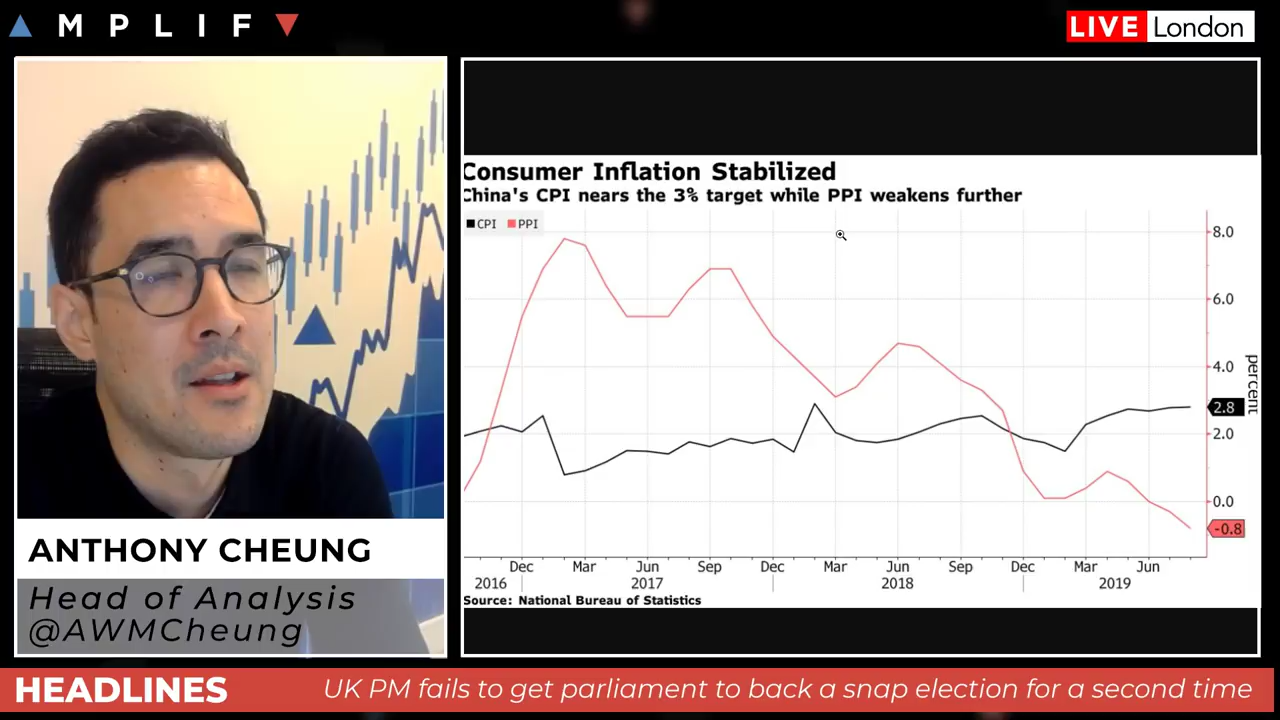 MPLIF
LIVE London
Consumer Inflation Stabilized
China's CPI nears the 3% target while PPI weakens further
CPI PPI
8.0
6.0
4.0
2.8
2.0
0.0
-0.8
percent
Dec Mar Jun Sep Dec Mar Jun Sep Dec Mar Jun
2016 2017 2018 2019
Source: National Bureau of Statistics
ANTHONY CHEUNG
Head of Analysis
@AWMCheung
HEADLINES UK PM fails to get parliament to back a snap election for a second time